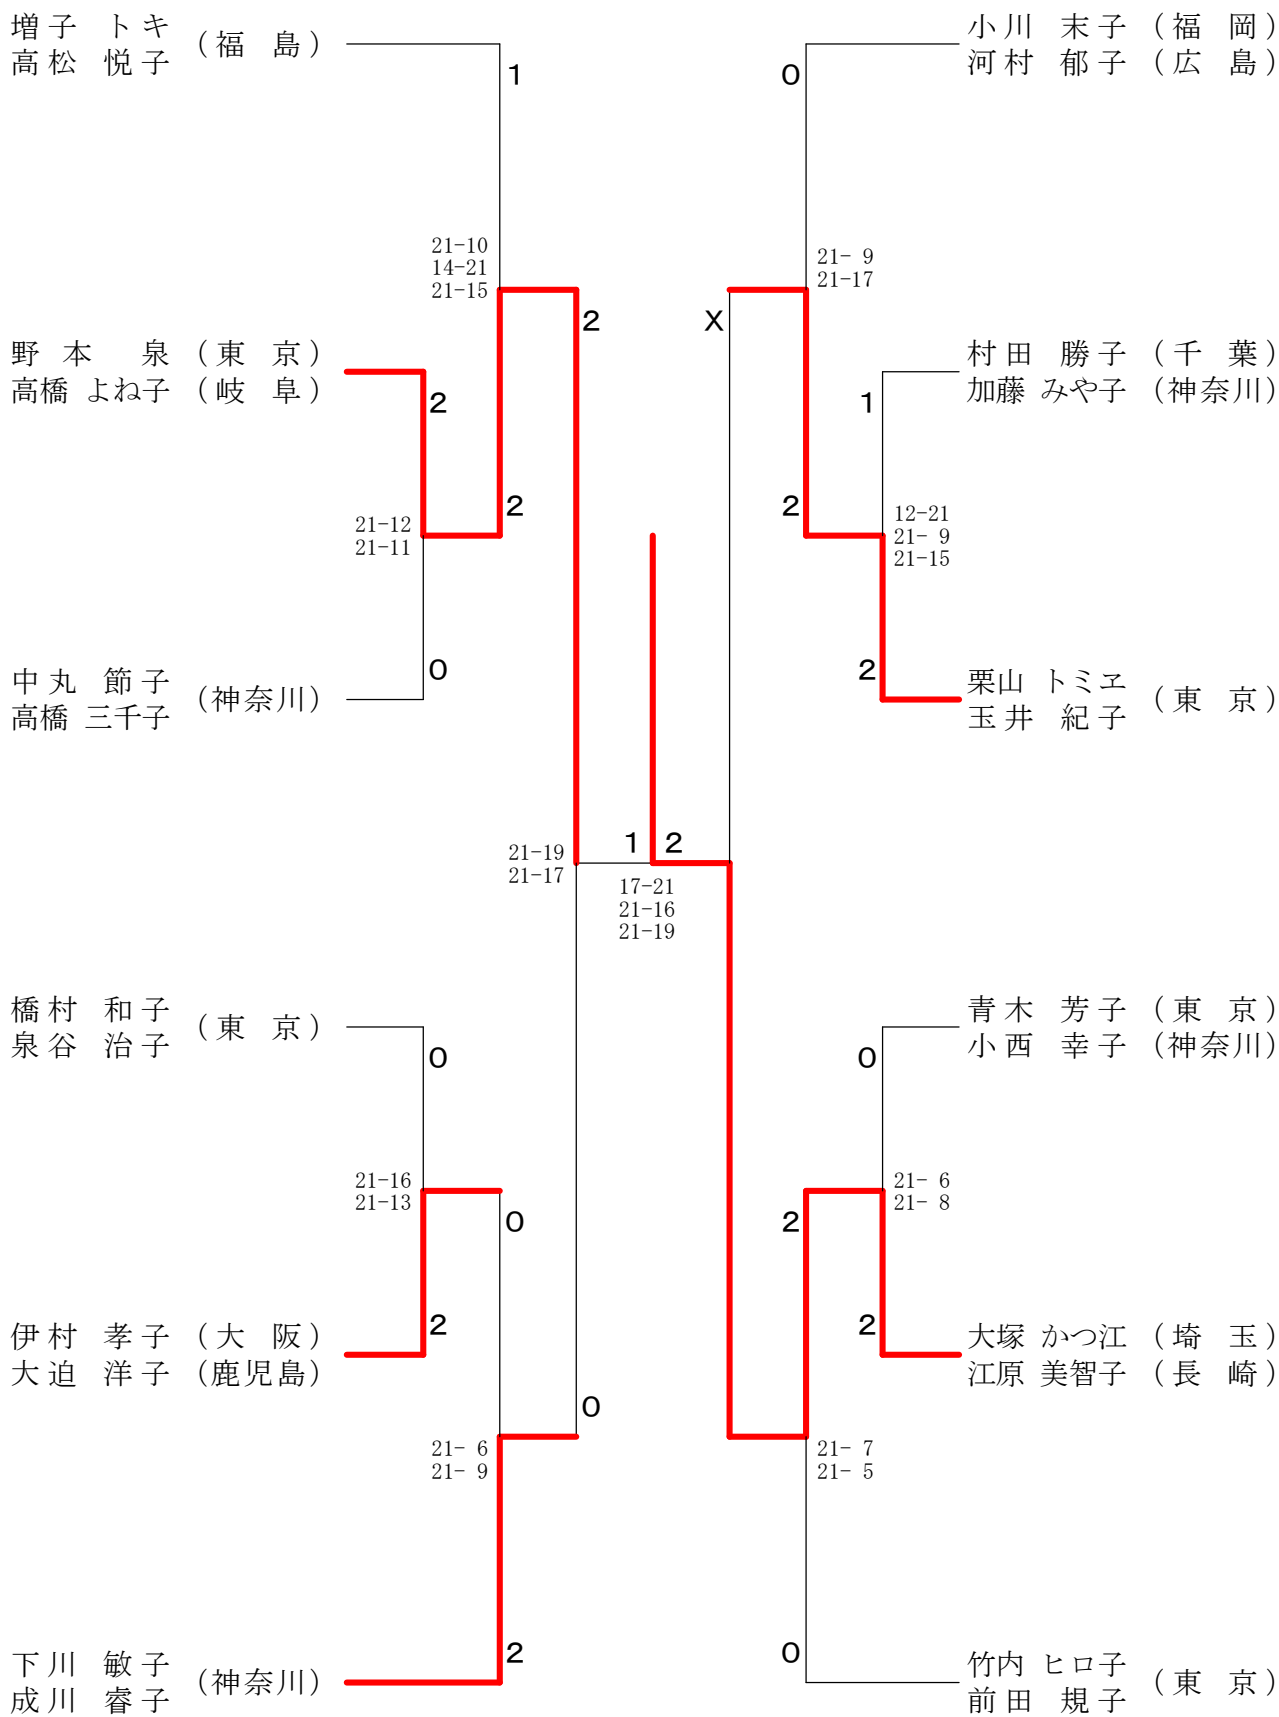 増子 トキ
高松 悦子
(福 島)
1
21-10
14-21
21-15
2
野本 泉 (東 京)
高橋 よね子 (岐 阜)
2
2
21-12
21-11
0
中丸 節子
高橋 三千子
(神奈川)
21-19
21-17
1 2
17-21
21-16
21-19
橋村 和子
泉谷 治子
(東 京)
0
21-16
21-13
0
伊村 孝子 (大 阪)
大迫 洋子 (鹿児島)
2
0
21- 6
21- 9
2
下川 敏子
成川 睿子
(神奈川)
小川 末子 (福 岡)
河村 郁子 (広 島)
0
21- 9
21-17
X
村田 勝子 (千 葉)
加藤 みや子 (神奈川)
1
2
12-21
21- 9
21-15
2
栗山 トミヱ
玉井 紀子
(東 京)
青木 芳子 (東 京)
小西 幸子 (神奈川)
0
21- 6
21- 8
2
2
大塚 かつ江 (埼 玉)
江原 美智子 (長 崎)
21- 7
21- 5
0
竹内 ヒロ子
前田 規子
(東 京)